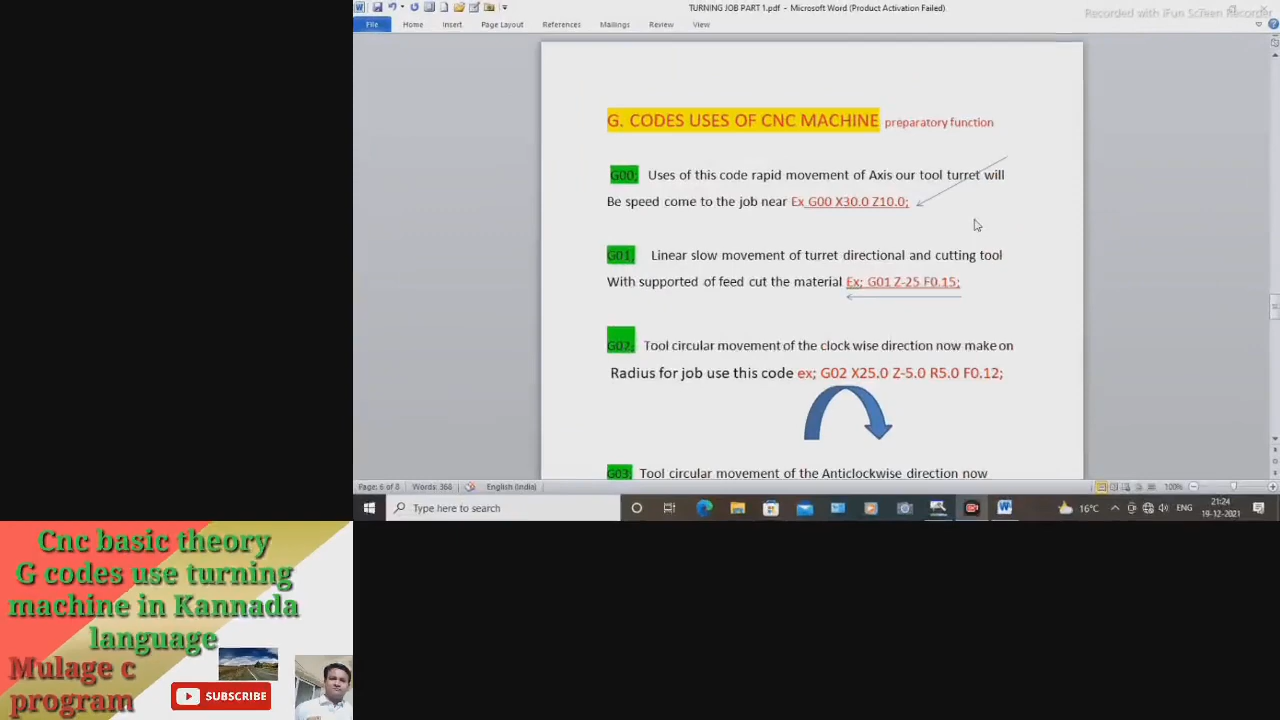 TURNING JOB PART 1.pdf - Microsoft Word (Product Activation Failed)
Recorded with iFun ScTeen Recorder
File Home Insert Page Layout References Mailings Review View
G. CODES USES OF CNC MACHINE preparatory function
G00; Uses of this code rapid movement of Axis our tool turret will
Be speed come to the job near Ex G00 X30.0 Z10.0;
G01; Linear slow movement of turret directional and cutting tool
With supported of feed cut the material Ex; G01 Z-25 F0.15;
G02; Tool circular movement of the clock wise direction now make on
Radius for job use this code ex; G02 X25.0 Z-5.0 R5.0 F0.12;
G03; Tool circular movement of the Anticlockwise direction now
Page: 6 of 8 Words: 368 English (India) 100%
Type here to search
16°C ENG 21:24
19-12-2021
Cnc basic theory
G codes use turning
machine in Kannada
language
Mulage c
program
SUBSCRIBE